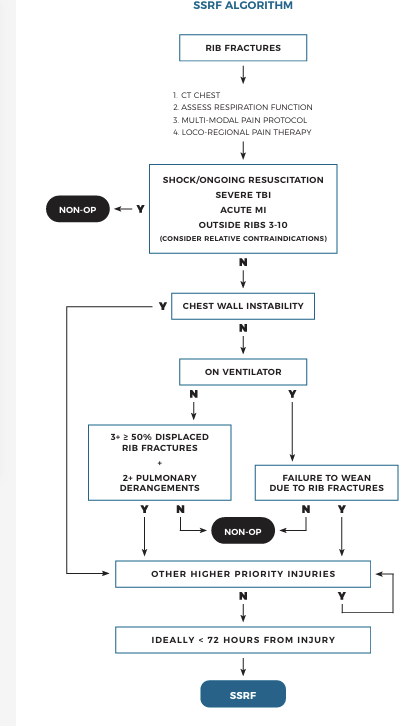 SSRF ALGORITHM
RIB FRACTURES
1. CT CHEST
2. ASSESS RESPIRATION FUNCTION
3. MULTI-MODAL PAIN PROTOCOL
4. LOCO-REGIONAL PAIN THERAPY
SHOCK/ONGOING RESUSCITATION
SEVERE TBI
ACUTE MI
OUTSIDE RIBS 3-10
(CONSIDER RELATIVE CONTRAINDICATIONS)
Y
NON-OP
N
CHEST WALL INSTABILITY
Y
N
ON VENTILATOR
N
Y
3+ ≥ 50% DISPLACED
RIB FRACTURES
+
2+ PULMONARY
DERANGEMENTS
FAILURE TO WEAN
DUE TO RIB FRACTURES
Y
N
N
Y
NON-OP
OTHER HIGHER PRIORITY INJURIES
N
Y
IDEALLY < 72 HOURS FROM INJURY
SSRF